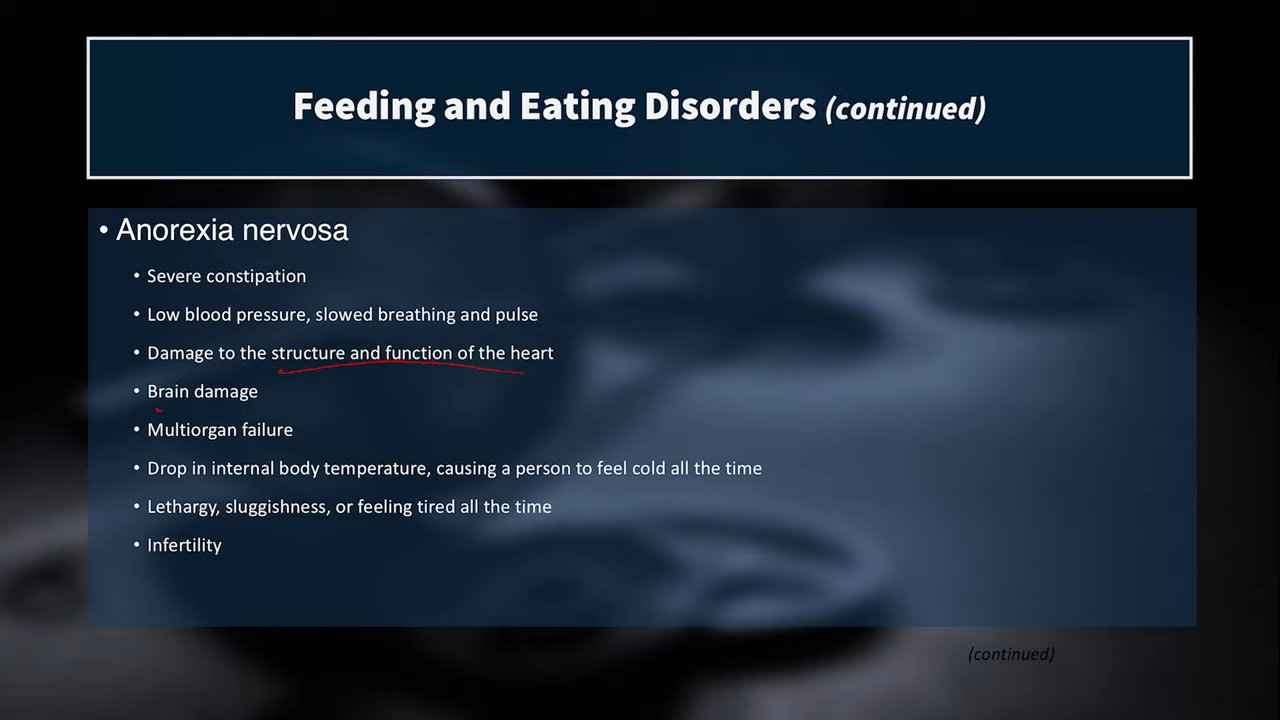 Feeding and Eating Disorders (continued)
• Anorexia nervosa
• Severe constipation
• Low blood pressure, slowed breathing and pulse
• Damage to the structure and function of the heart
• Brain damage
• Multiorgan failure
• Drop in internal body temperature, causing a person to feel cold all the time
• Lethargy, sluggishness, or feeling tired all the time
• Infertility
(continued)